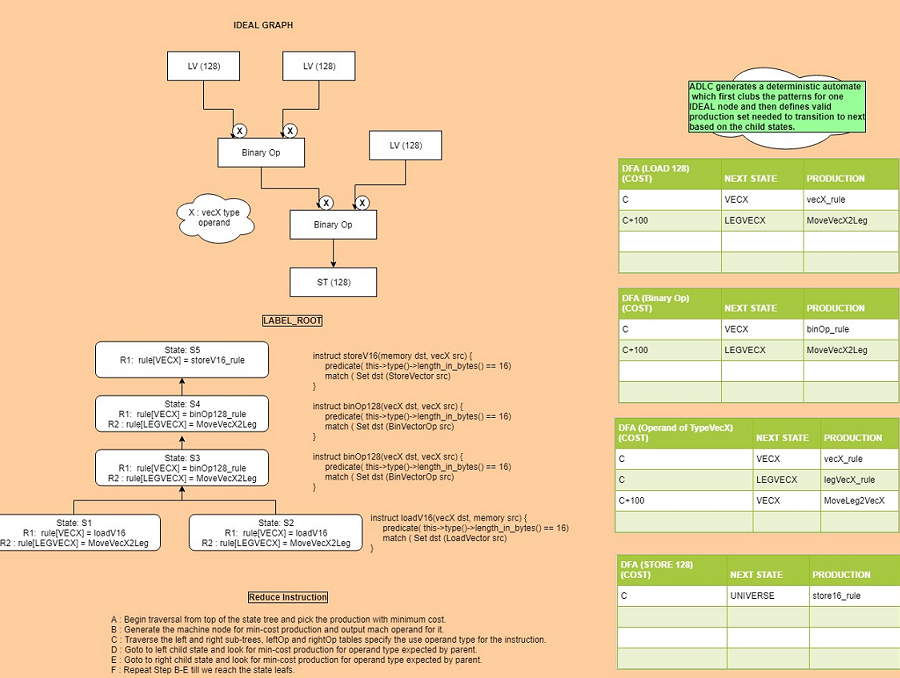 IDEAL GRAPH
LV (128)
LV (128)
X
X
Binary Op
LV (128)
X : vecX type
operand
X
X
Binary Op
ST (128)
LABEL_ROOT
State: S5
R1: rule[VECX] = storeV16_rule
State: S4
R1: rule[VECX] = binOp128_rule
R2 : rule[LEGVECX] = MoveVecX2Leg
State: S3
R1: rule[VECX] = binOp128_rule
R2 : rule[LEGVECX] = MoveVecX2Leg
State: S1
R1: rule[VECX] = loadV16
R2 : rule[LEGVECX] = MoveVecX2Leg
State: S2
R1: rule[VECX] = loadV16
R2 : rule[LEGVECX] = MoveVecX2Leg
instruct storeV16(memory dst, vecX src) {
predicate( this->type()->length_in_bytes() == 16)
match ( Set dst (StoreVector src)
}
instruct binOp128(vecX dst, vecX src) {
predicate( this->type()->length_in_bytes() == 16)
match ( Set dst (BinVectorOp src)
}
instruct binOp128(vecX dst, vecX src) {
predicate( this->type()->length_in_bytes() == 16)
match ( Set dst (BinVectorOp src)
}
instruct loadV16(vecX dst, memory src) {
predicate( this->type()->length_in_bytes() == 16)
match ( Set dst (LoadVector src)
}
Reduce Instruction
A : Begin traversal from top of the state tree and pick the production with minimum cost.
B : Generate the machine node for min-cost production and output mach operand for it.
C : Traverse the left and right sub-trees, leftOp and rightOp tables specify the use operand type for the instruction.
D : Goto to left child state and look for min-cost production for operand type expected by parent.
E : Goto to right child state and look for min-cost production for operand type expected by parent.
F : Repeat Step B-E till we reach the state leafs.
ADLC generates a deterministic automate
which first clubs the patterns for one
IDEAL node and then defines valid
production set needed to transition to next
based on the child states.
DFA (LOAD 128)
(COST) NEXT STATE PRODUCTION
C VECX vecX_rule
C+100 LEGVECX MoveVecX2Leg
DFA (Binary Op)
(COST) NEXT STATE PRODUCTION
C VECX binOp_rule
C+100 LEGVECX MoveVecX2Leg
DFA (Operand of TypeVecX)
(COST) NEXT STATE PRODUCTION
C VECX vecX_rule
C LEGVECX legVecX_rule
C+100 VECX MoveLeg2VecX
DFA (STORE 128)
(COST) NEXT STATE PRODUCTION
C UNIVERSE store16_rule